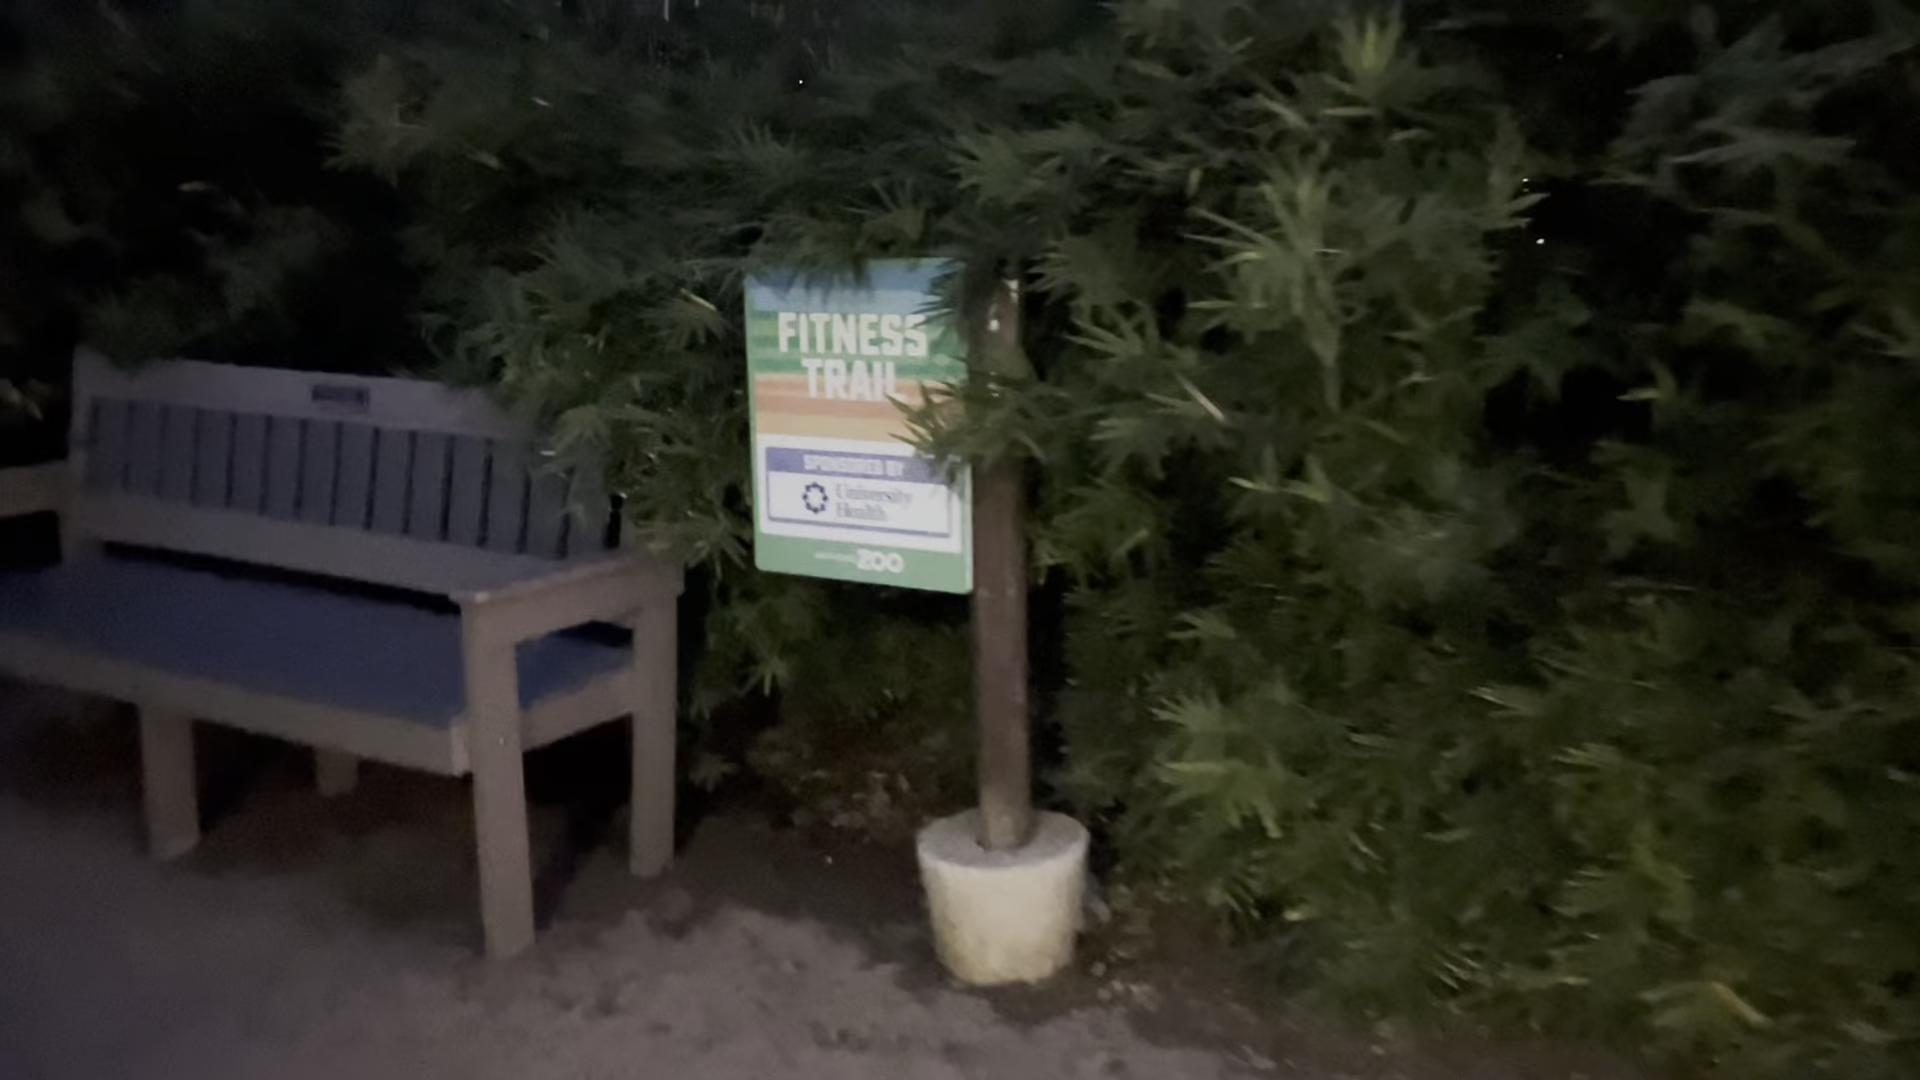 FITNESS
TRAIL
SPONSORED BY
University
Health
ZOO